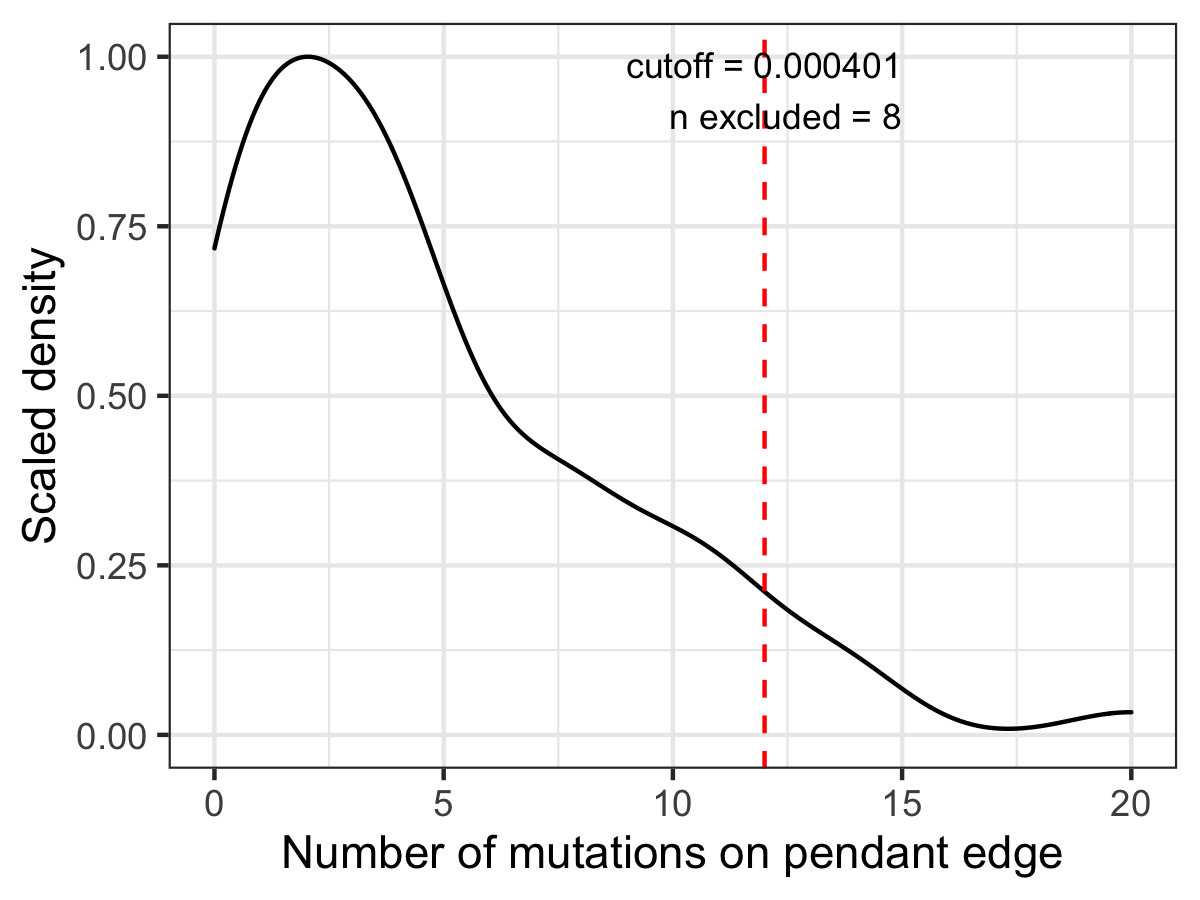 cutoff = 0.000401
n excluded = 8
1.00
0.75
0.50
0.25
0.00
Scaled density
0
5
10
15
20
Number of mutations on pendant edge